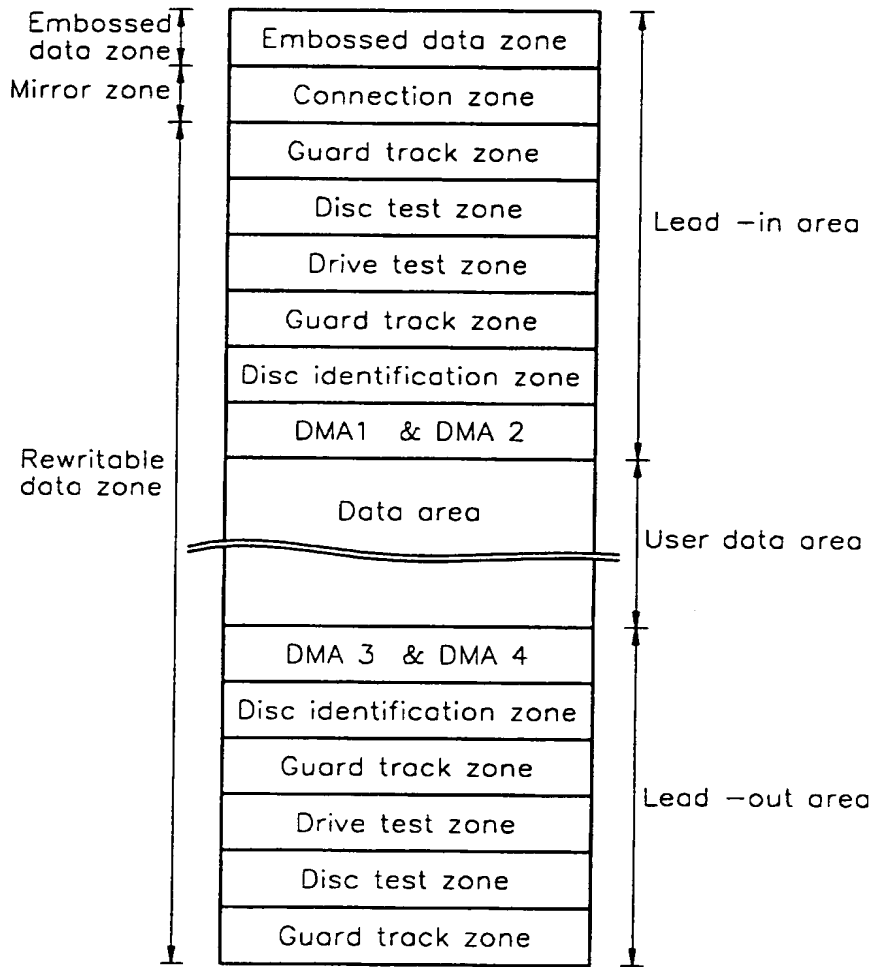 Embossed
data zone
Mirror zone
Rewritable
data zone
Embossed data zone
Connection zone
Guard track zone
Disc test zone
Drive test zone
Guard track zone
Disc identification zone
DMA1 & DMA 2
Data area
DMA 3 & DMA 4
Disc identification zone
Guard track zone
Drive test zone
Disc test zone
Guard track zone
Lead -in area
User data area
Lead -out area